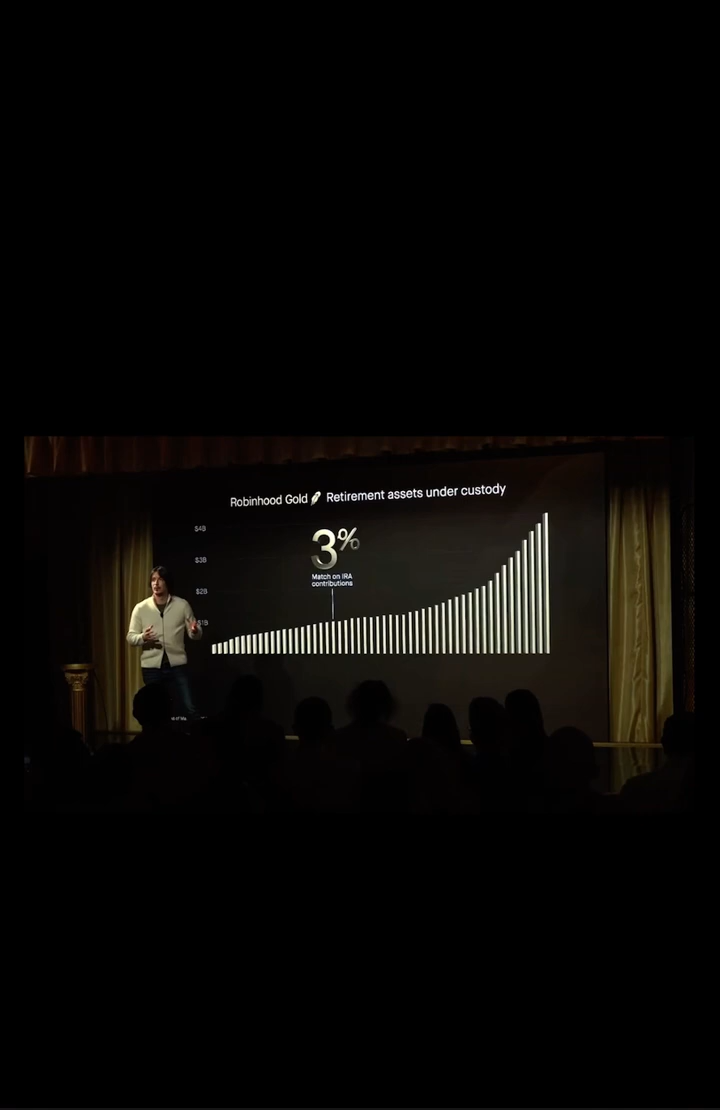 Robinhood Gold Retirement assets under custody
$4B
3%
Match on IRA
contributions
$3B
$2B
$1B